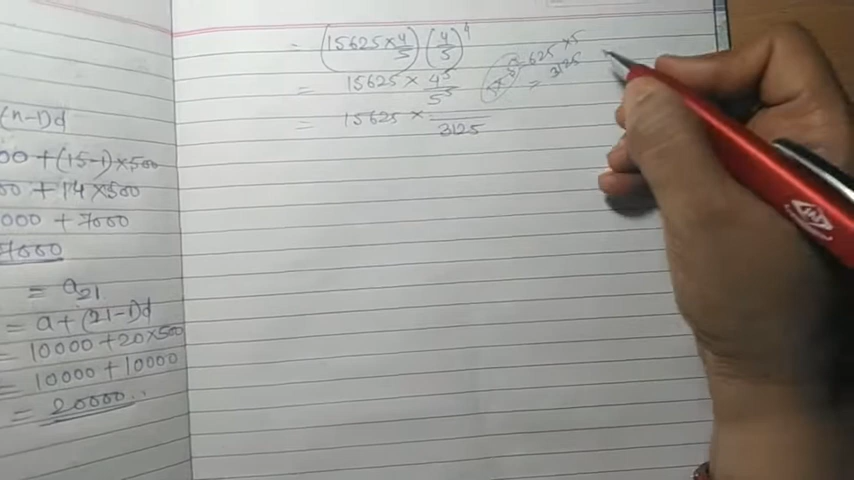 (n-1)d
00 + (15-1) × 500
00 + 14 × 500
000 + 7000
7000
= a21
= a + (21-1)d
10000 + 20 × 500
10000 + 10000
= 20000
= (15625 × 4/5) (4/5)^4
= 15625 × 4^5/5^5
= 15625 × /3125
625 × 5
= 3125